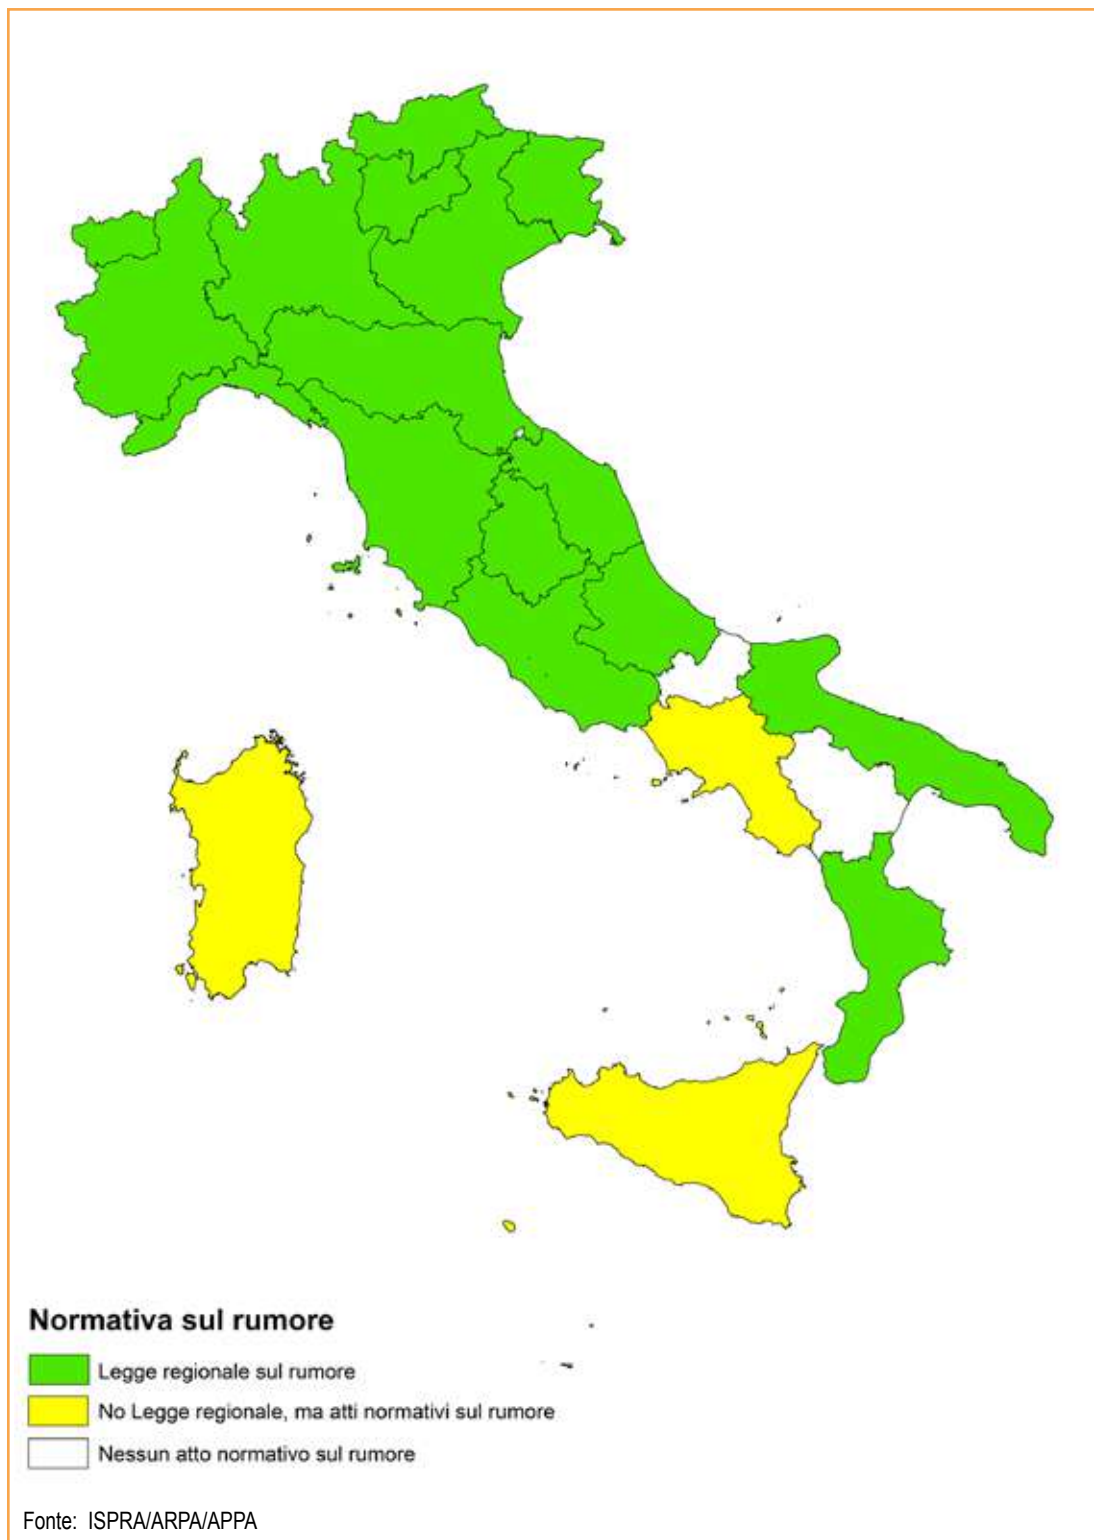 Normativa sul rumore
Legge regionale sul rumore
No Legge regionale, ma atti normativi sul rumore
Nessun atto normativo sul rumore
Fonte: ISPRA/ARPA/APPA